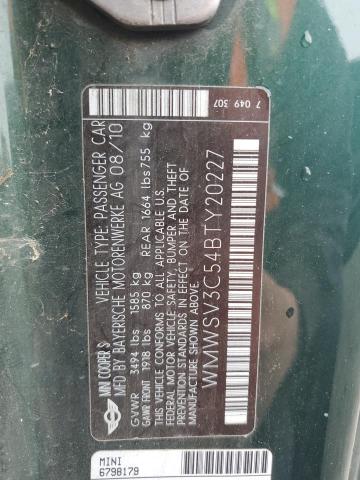 7 049 307
MINI COOPER S
VEHICLE TYPE: PASSENGER CAR
MFD BY BAYERISCHE MOTORENWERKE AG 08/10
GVWR 3494 lbs 1585 kg
GAWR FRONT 1918 lbs 870 kg REAR 1664 lbs 755 kg
THIS VEHICLE CONFORMS TO ALL APPLICABLE U.S.
FEDERAL MOTOR VEHICLE SAFETY, BUMPER AND THEFT
PREVENTION STANDARDS IN EFFECT ON THE DATE OF
MANUFACTURE SHOWN ABOVE.
WMWSV3C54BTY20227
MINI
6798179